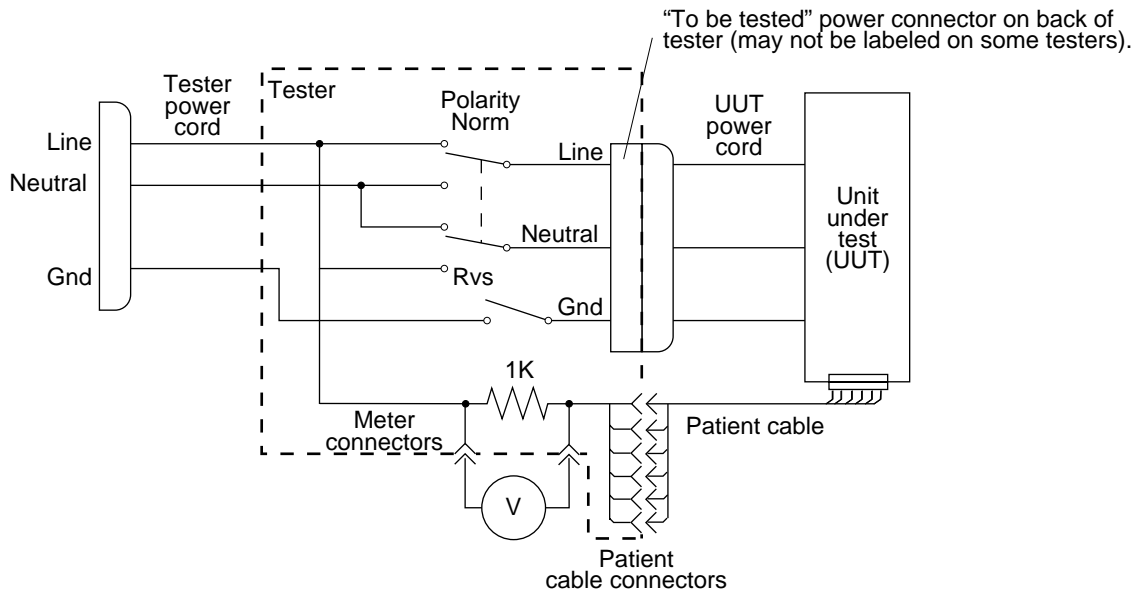 “To be tested” power connector on back of
tester (may not be labeled on some testers).
Tester
power
cord
Tester
Polarity
Norm
UUT
power
cord
Line
Line
Neutral
Neutral
Unit
under
test
(UUT)
Gnd
Rvs
Gnd
1K
Meter
connectors
Patient cable
V
Patient
cable connectors